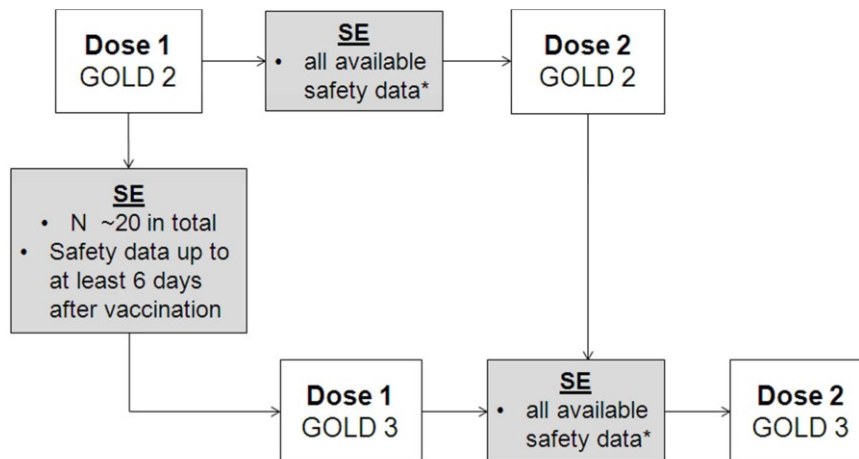 Dose 1
GOLD 2
SE
• all available
safety data*
Dose 2
GOLD 2
SE
• N ~20 in total
• Safety data up to
at least 6 days
after vaccination
Dose 1
GOLD 3
SE
• all available
safety data*
Dose 2
GOLD 3